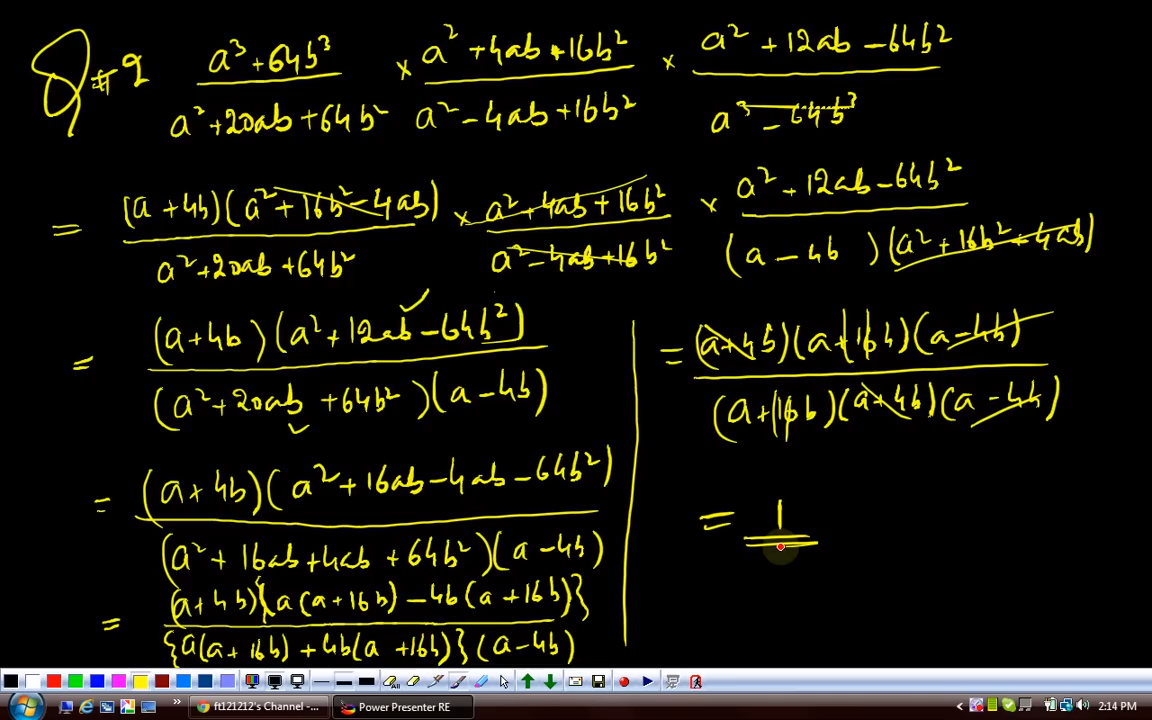 Q#9 (a³+64b³)/(a²+20ab+64b²) × (a²+4ab+16b²)/(a²-4ab+16b²) × (a²+12ab-64b²)/(a³-64b³)
= (a+4b)(a²+16b²-4ab)/(a²+20ab+64b²) × (a²+4ab+16b²)/(a²-4ab+16b²) × (a²+12ab-64b²)/((a-4b)(a²+16b²+4ab))
= (a+4b)(a²+12ab-64b²)/((a²+20ab+64b²)(a-4b))
= (a+4b)(a²+16ab-4ab-64b²)/((a²+16ab+4ab+64b²)(a-4b))
= (a+4b){a(a+16b)-4b(a+16b)}/({a(a+16b)+4b(a+16b)}(a-4b))
= (a+4b)(a+16b)(a-4b)/((a+16b)(a+4b)(a-4b))
= 1
ft121212's Channel -...
Power Presenter RE
2:14 PM